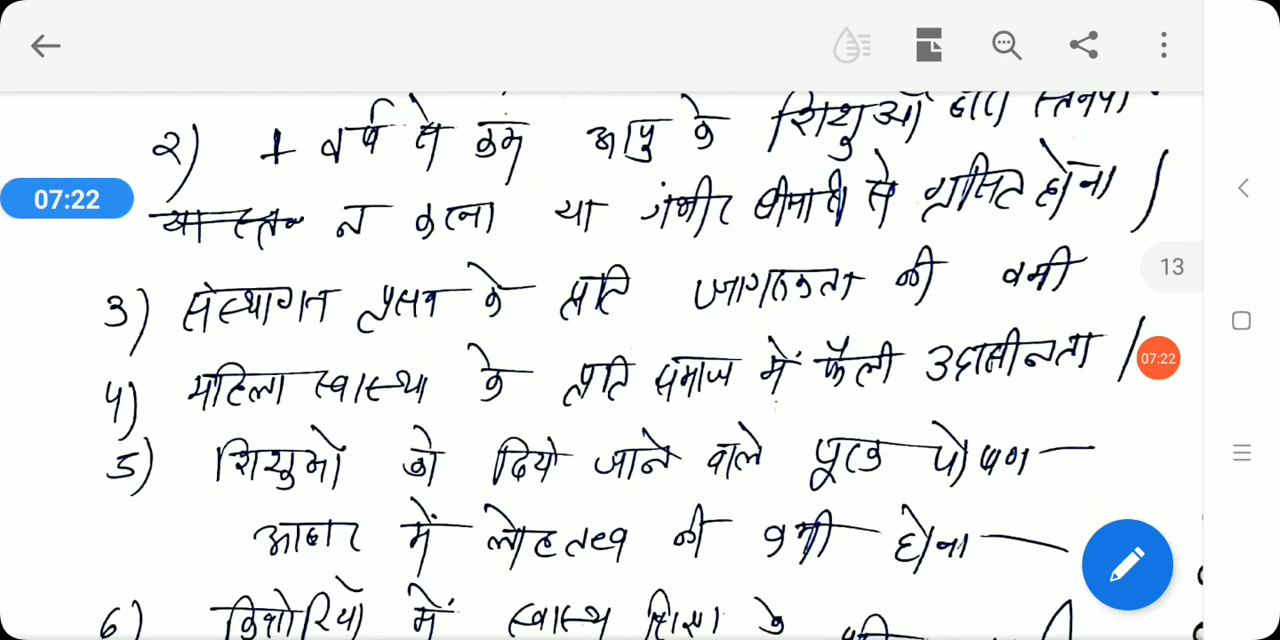 2) 1 वर्ष से कम आयु के शिशुओं द्वारा स्तनपान
07:22
न करना या गंभीर बीमारी से ग्रसित होना |
13
3) संस्थागत प्रसव के प्रति जागरूकता की कमी
07:22
4) महिला स्वास्थ्य के प्रति समाज में फैली उदासीनता |
5) शिशुओं को दिये जाने वाले पूरक पोषण —
आहार में लोहतत्व की कमी होना —
6) किशोरियों में स्वास्थ्य शिक्षा के